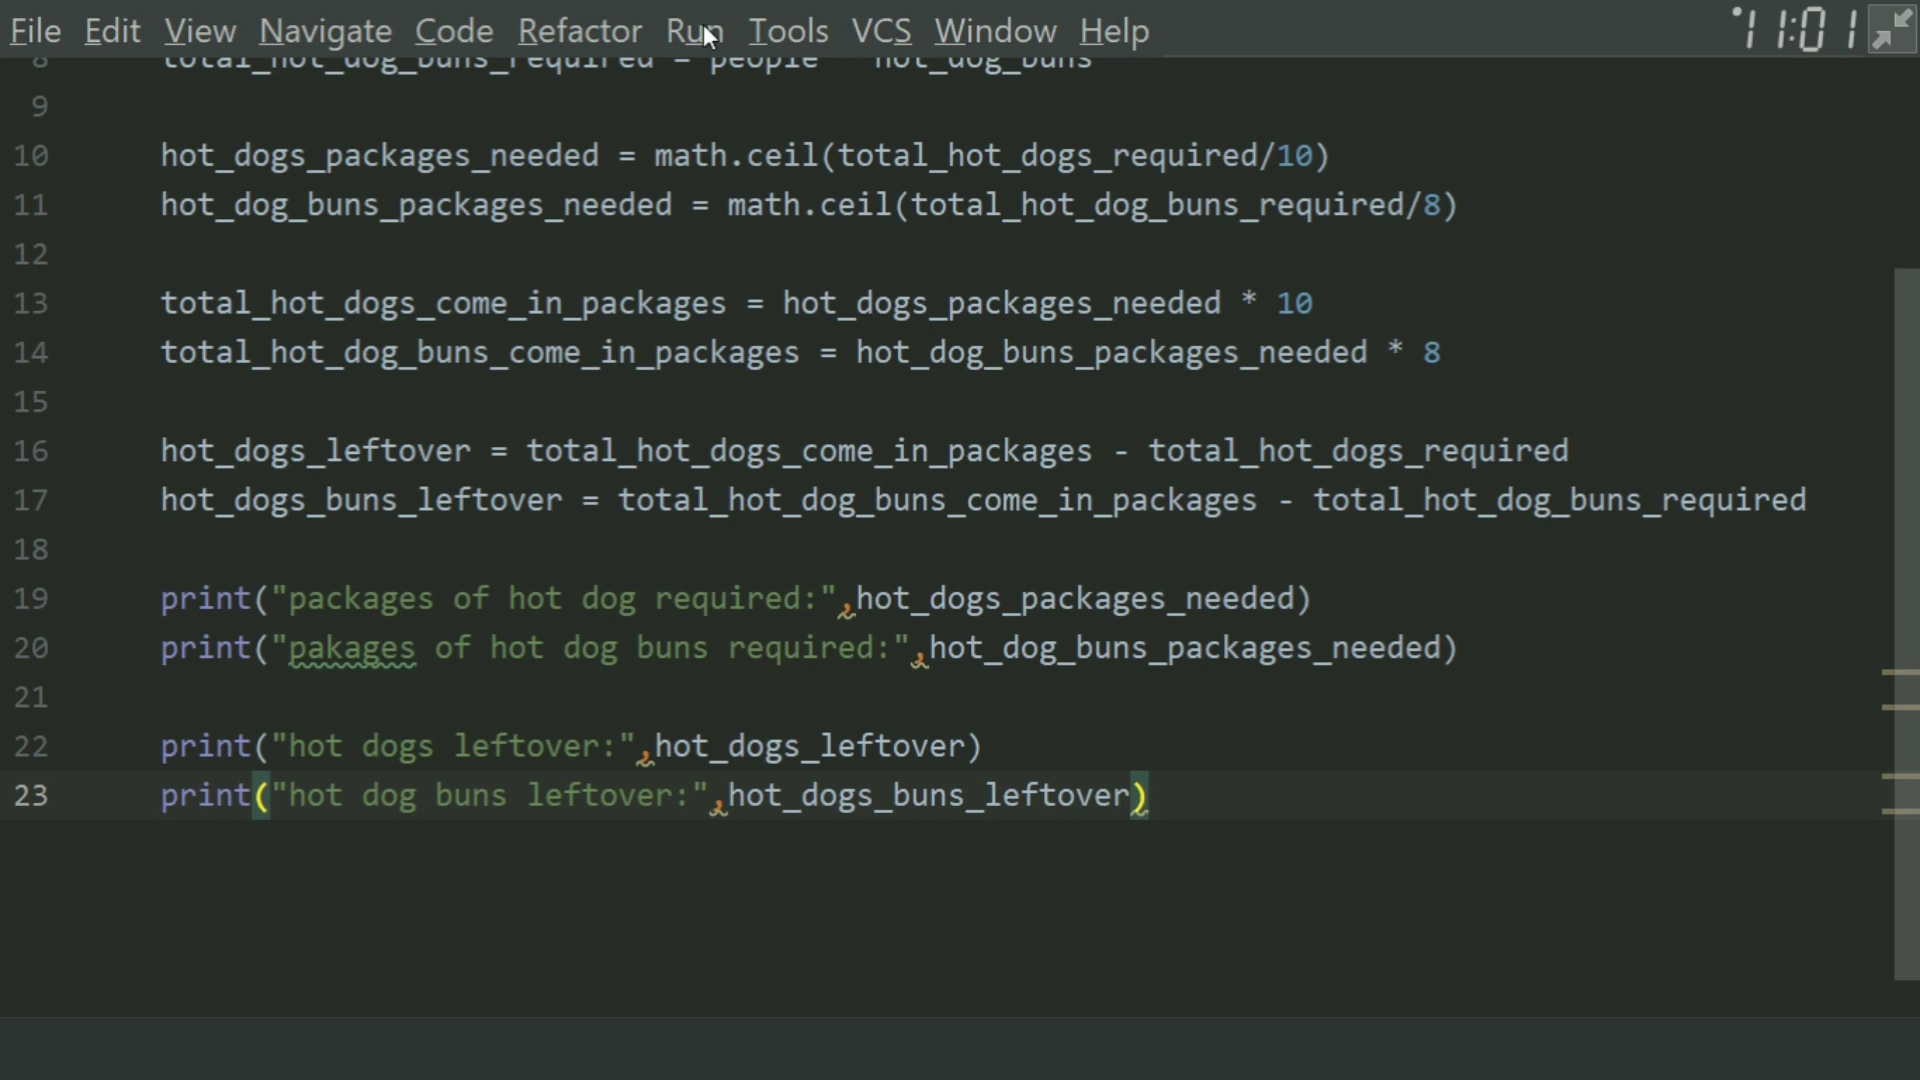 File Edit View Navigate Code Refactor Run Tools VCS Window Help 11:01
8 total_hot_dog_buns_required = people hot_dog_buns
9
10 hot_dogs_packages_needed = math.ceil(total_hot_dogs_required/10)
11 hot_dog_buns_packages_needed = math.ceil(total_hot_dog_buns_required/8)
12
13 total_hot_dogs_come_in_packages = hot_dogs_packages_needed * 10
14 total_hot_dog_buns_come_in_packages = hot_dog_buns_packages_needed * 8
15
16 hot_dogs_leftover = total_hot_dogs_come_in_packages - total_hot_dogs_required
17 hot_dogs_buns_leftover = total_hot_dog_buns_come_in_packages - total_hot_dog_buns_required
18
19 print("packages of hot dog required:",hot_dogs_packages_needed)
20 print("pakages of hot dog buns required:",hot_dog_buns_packages_needed)
21
22 print("hot dogs leftover:",hot_dogs_leftover)
23 print("hot dog buns leftover:",hot_dogs_buns_leftover)